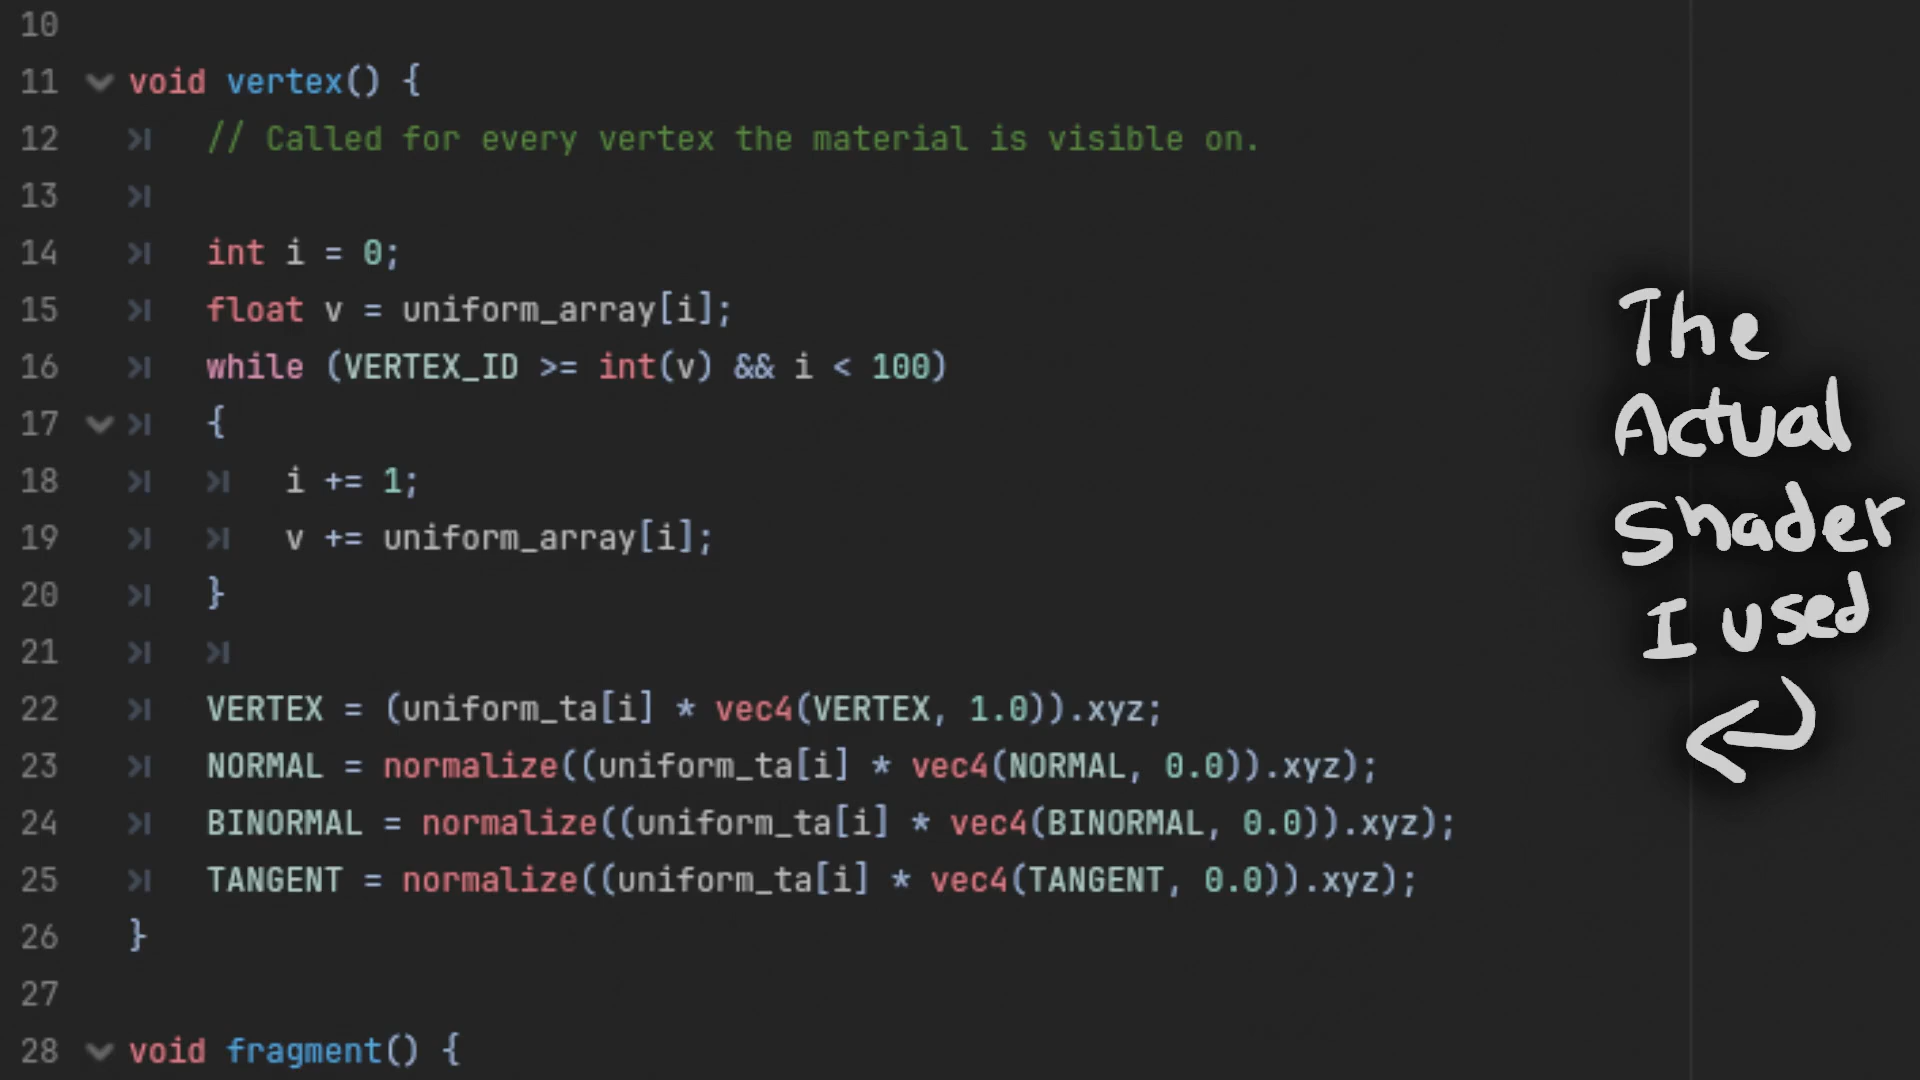 10
11 void vertex() {
12 // Called for every vertex the material is visible on.
13
14 int i = 0;
15 float v = uniform_array[i];
16 while (VERTEX_ID >= int(v) && i < 100)
17 {
18 i += 1;
19 v += uniform_array[i];
20 }
21
22 VERTEX = (uniform_ta[i] * vec4(VERTEX, 1.0)).xyz;
23 NORMAL = normalize((uniform_ta[i] * vec4(NORMAL, 0.0)).xyz);
24 BINORMAL = normalize((uniform_ta[i] * vec4(BINORMAL, 0.0)).xyz);
25 TANGENT = normalize((uniform_ta[i] * vec4(TANGENT, 0.0)).xyz);
26 }
27
28 void fragment() {
The
Actual
Shader
I used